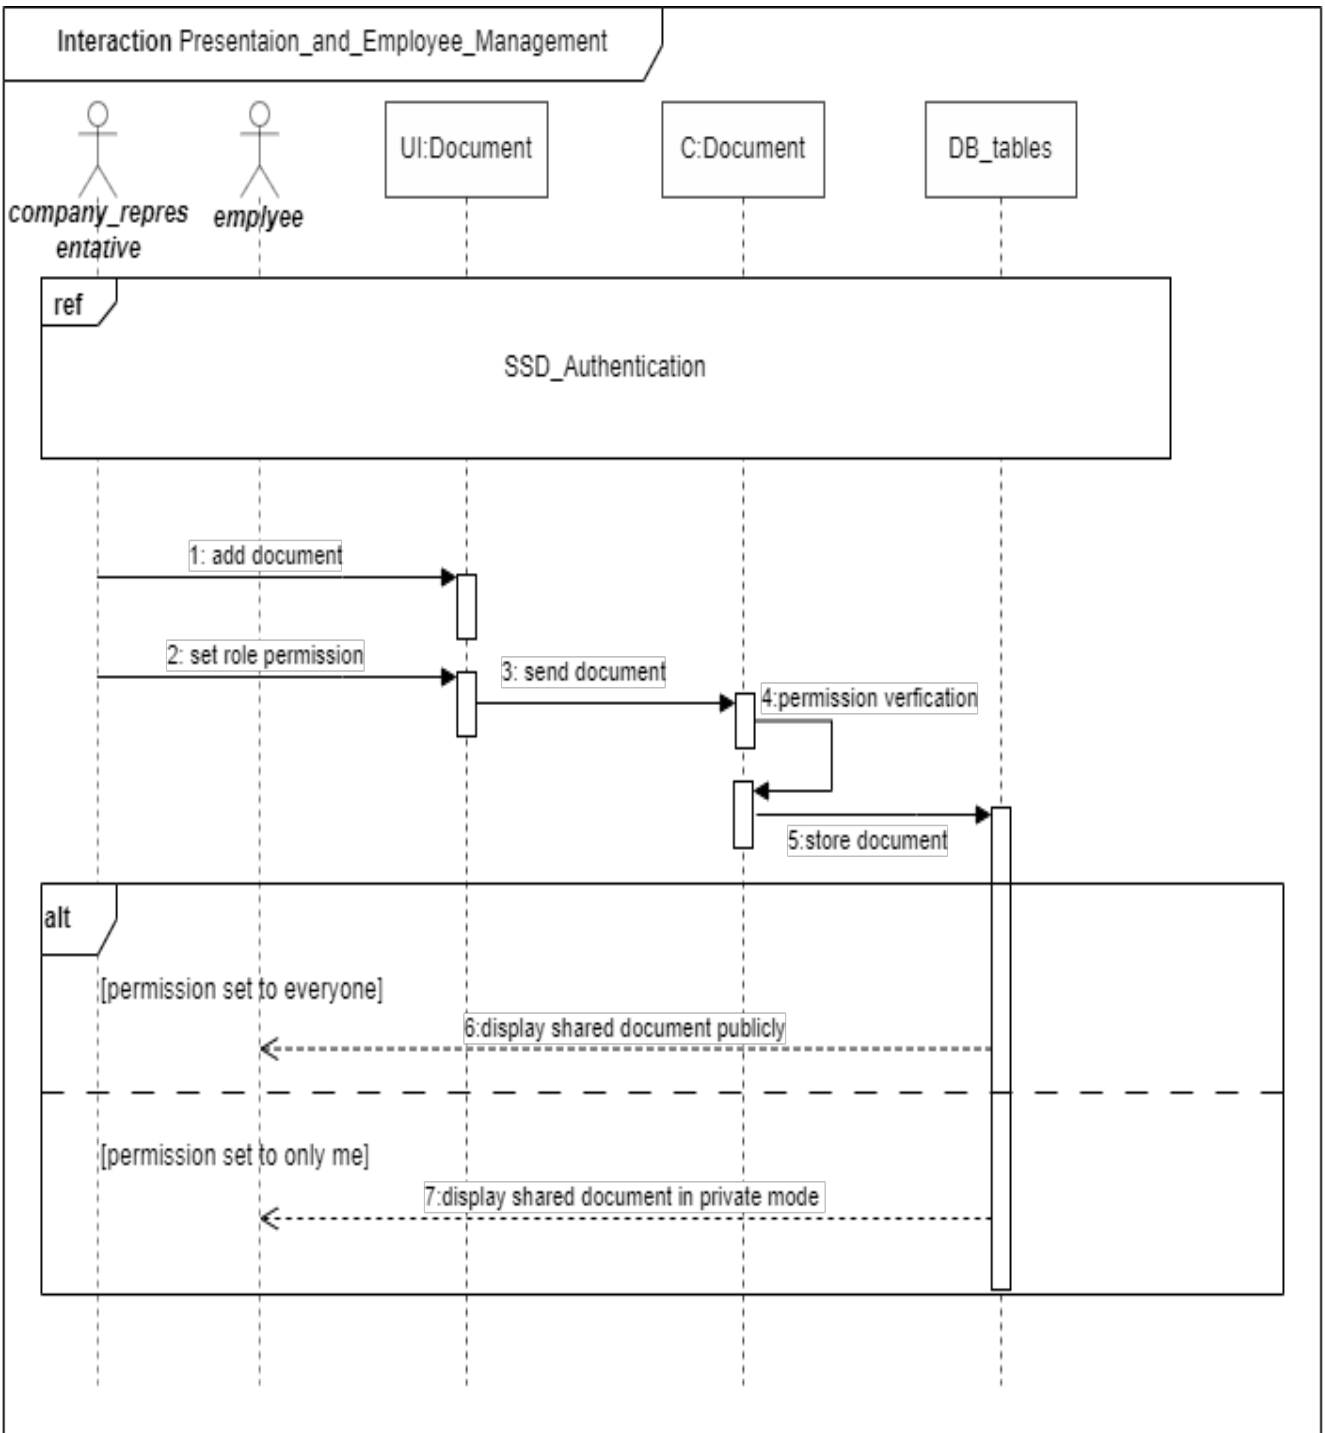 Interaction Presentaion_and_Employee_Management
company_repres
entative
emplyee
UI:Document
C:Document
DB_tables
ref
SSD_Authentication
1: add document
2: set role permission
3: send document
4:permission verfication
5:store document
alt
[permission set to everyone]
6:display shared document publicly
[permission set to only me]
7:display shared document in private mode